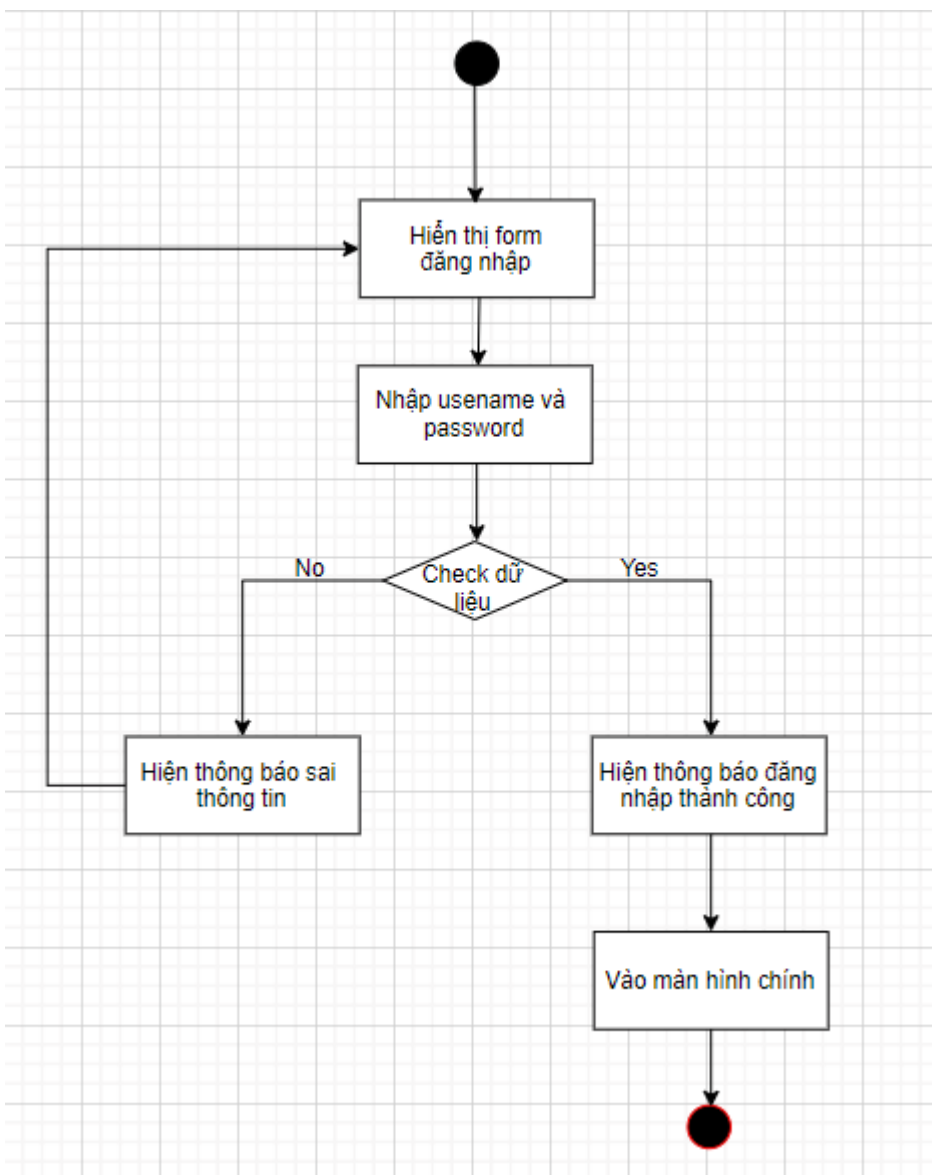 Hiển thị form
đăng nhập
Nhập usename và
password
Check dữ
liệu
No
Yes
Hiện thông báo sai
thông tin
Hiện thông báo đăng
nhập thành công
Vào màn hình chính